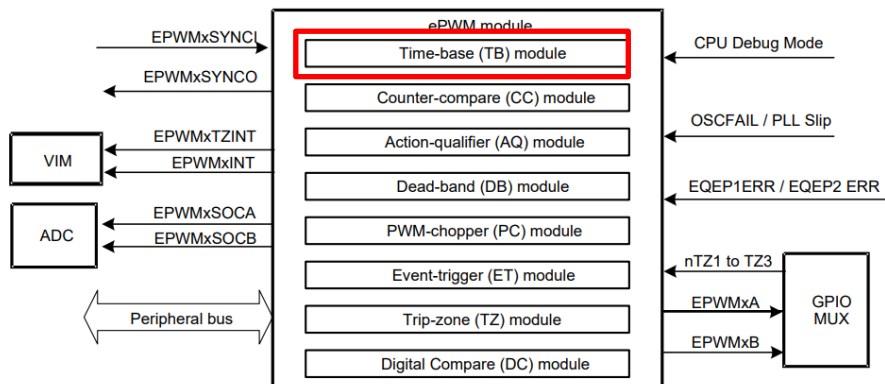 ePWM module
EPWMxSYNCI
Time-base (TB) module
CPU Debug Mode
EPWMxSYNCO
Counter-compare (CC) module
OSCFAIL / PLL Slip
EPWMxTZINT
Action-qualifier (AQ) module
VIM
EPWMxINT
Dead-band (DB) module
EQEP1ERR / EQEP2 ERR
EPWMxSOCA
ADC
PWM-chopper (PC) module
EPWMxSOCB
nTZ1 to TZ3
Event-trigger (ET) module
EPWMxA
GPIO
MUX
Peripheral bus
Trip-zone (TZ) module
EPWMxB
Digital Compare (DC) module